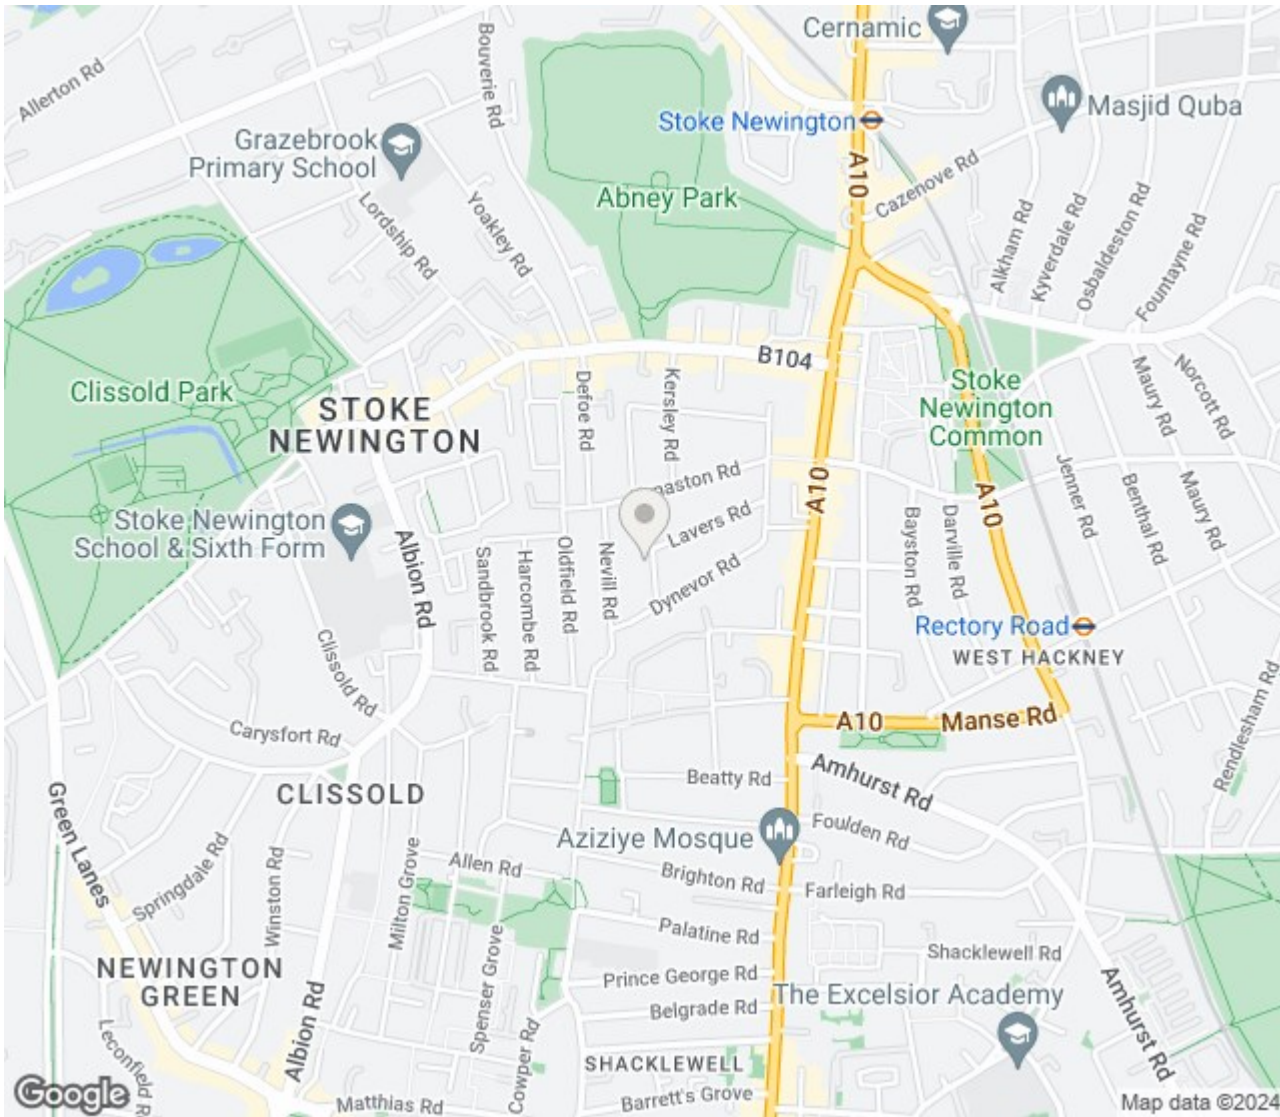 Cernamic
Allerton Rd
Bouverie Rd
Stoke Newington
Masjid Quba
Grazebrook
Primary School
A10
Cazenove Rd
Abney Park
Lordship Rd
Yoakley Rd
Alkham Rd
Kyverdale Rd
Osbaldeston Rd
Fountayne Rd
B104
Clissold Park
STOKE
NEWINGTON
Defoe Rd
Kersley Rd
Stoke
Newington
Common
Maury Rd
Norcott Rd
A10
A10
Jenner Rd
Benthal Rd
Maury Rd
Stoke Newington
School & Sixth Form
Albion Rd
Lavers Rd
Dynevor Rd
Sandbrook Rd
Harcombe Rd
Oldfield Rd
Nevill Rd
Bayston Rd
Darville Rd
Rectory Road
WEST HACKNEY
Clissold Rd
Carysfort Rd
A10
Manse Rd
Rendlesham Rd
CLISSOLD
Beatty Rd
Amhurst Rd
Green Lanes
Aziziye Mosque
Foulden Rd
Springdale Rd
Winston Rd
Milton Grove
Allen Rd
Brighton Rd
Farleigh Rd
Palatine Rd
Shacklewell Rd
NEWINGTON
GREEN
Spenser Grove
Prince George Rd
The Excelsior Academy
Amhurst Rd
Belgrade Rd
Albion Rd
Cowper Rd
Leconfield
SHACKLEWELL
Barrett's Grove
Matthias Rd
Google
Map data ©2024